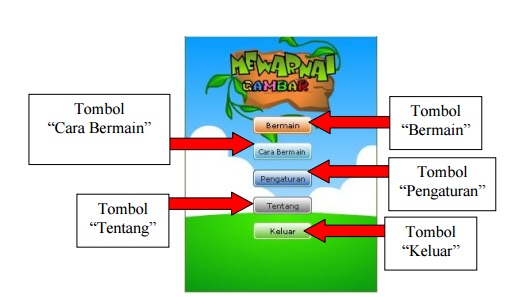 MEWARNAI
GAMBAR
Bermain
Cara Bermain
Pengaturan
Tentang
Keluar
Tombol
“Cara Bermain”
Tombol
“Tentang”
Tombol
“Bermain”
Tombol
“Pengaturan”
Tombol
“Keluar”